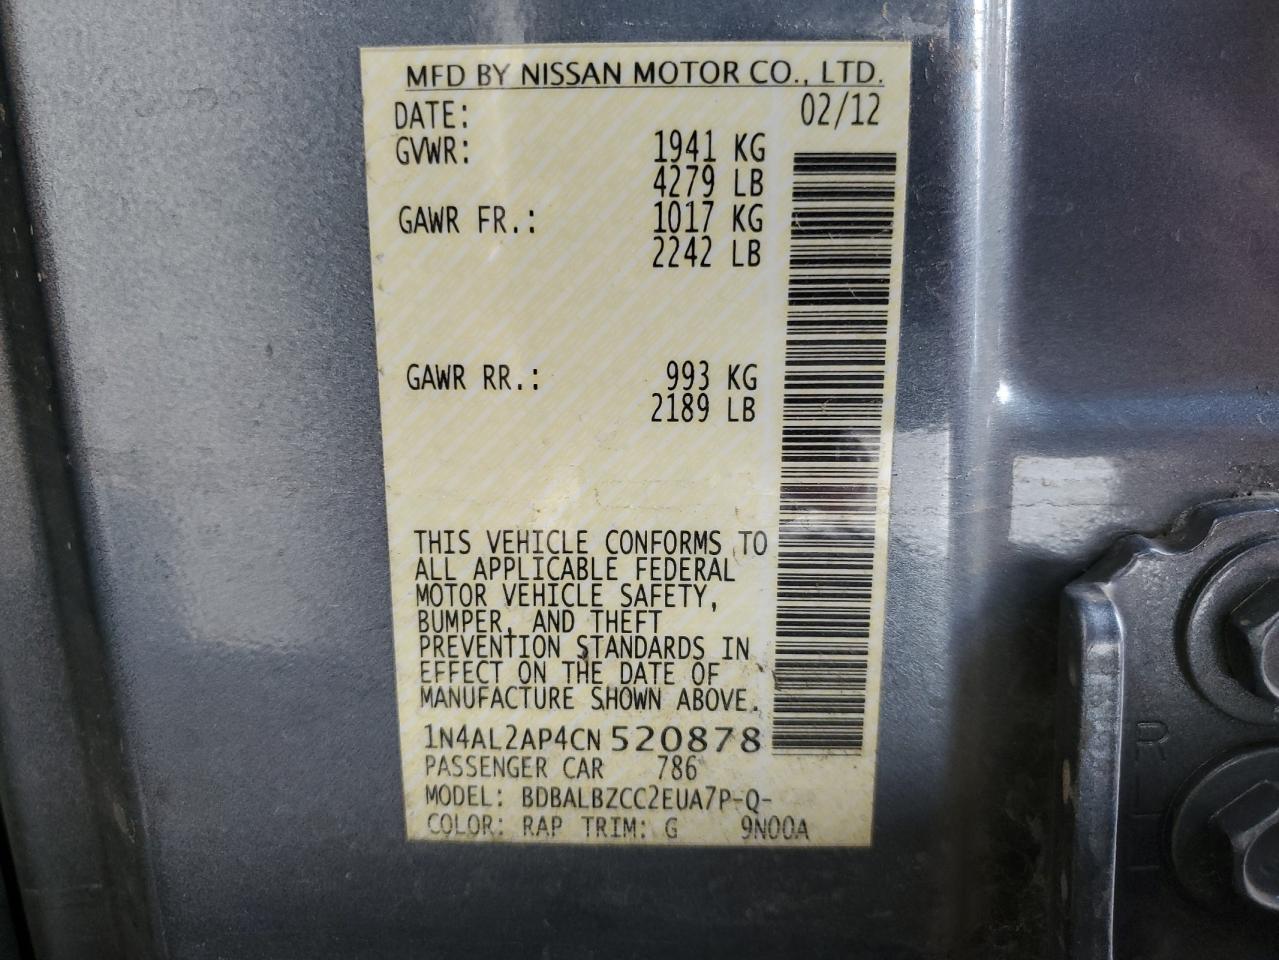 MFD BY NISSAN MOTOR CO., LTD.
DATE: 02/12
GVWR: 1941 KG
4279 LB
GAWR FR.: 1017 KG
2242 LB
GAWR RR.: 993 KG
2189 LB
THIS VEHICLE CONFORMS TO
ALL APPLICABLE FEDERAL
MOTOR VEHICLE SAFETY,
BUMPER, AND THEFT
PREVENTION STANDARDS IN
EFFECT ON THE DATE OF
MANUFACTURE SHOWN ABOVE.
1N4AL2AP4CN520878
PASSENGER CAR 786
MODEL: BDBALBZCC2EUA7P-Q-
COLOR: RAP TRIM: G 9N00A